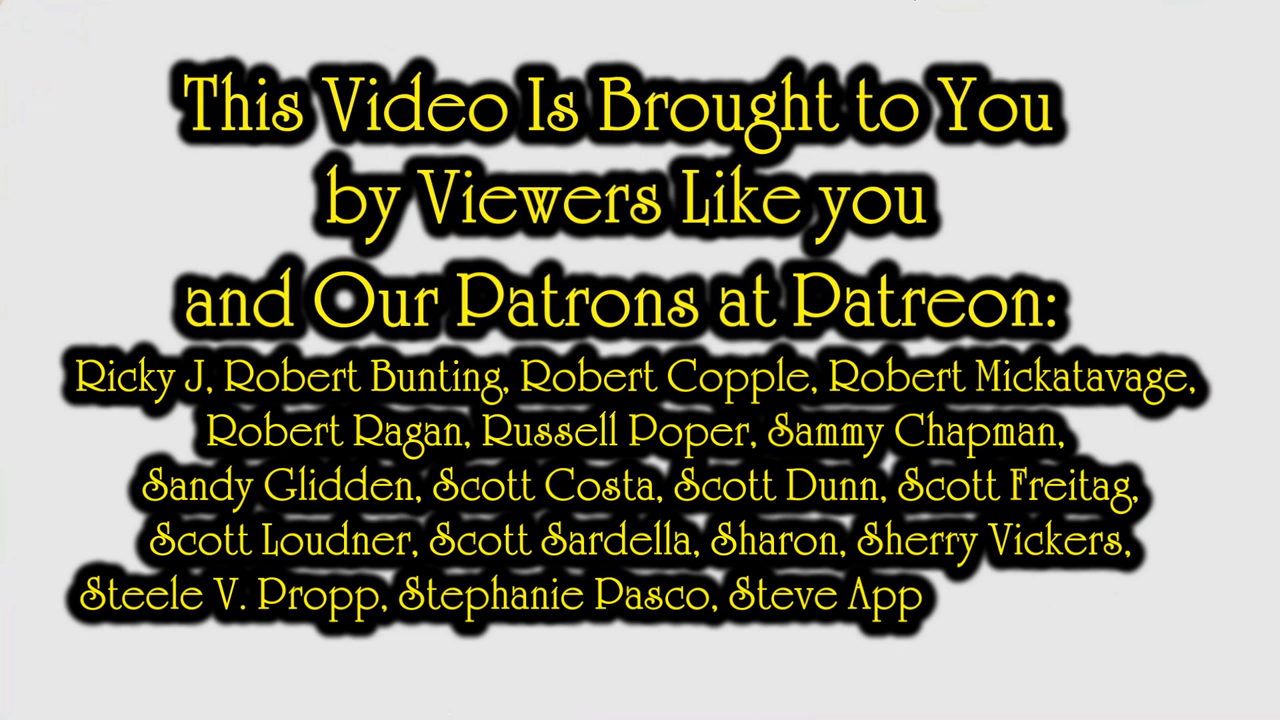 This Video Is Brought to You
by Viewers Like you
and Our Patrons at Patreon:
Ricky J, Robert Bunting, Robert Copple, Robert Mickatavage,
Robert Ragan, Russell Poper, Sammy Chapman,
Sandy Glidden, Scott Costa, Scott Dunn, Scott Freitag,
Scott Loudner, Scott Sardella, Sharon, Sherry Vickers,
Steele V. Propp, Stephanie Pasco, Steve App